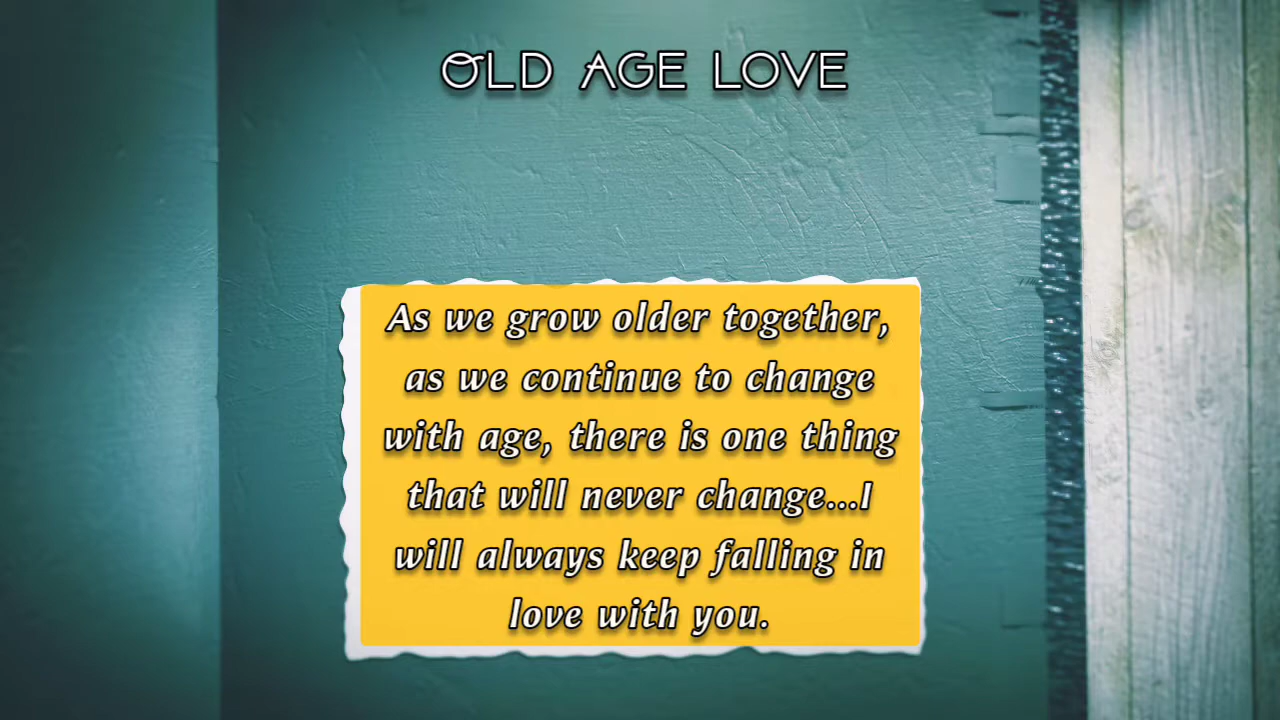 OLD AGE LOVE
As we grow older together,
as we continue to change
with age, there is one thing
that will never change...I
will always keep falling in
love with you.